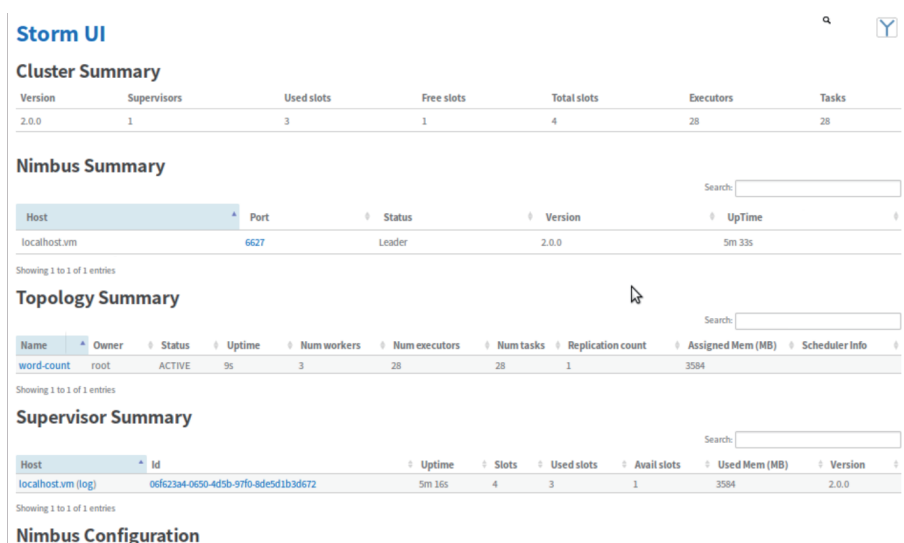 Storm UI
Cluster Summary
Version Supervisors Used slots Free slots Total slots Executors Tasks
2.0.0 1 3 1 4 28 28
Nimbus Summary
Search:
Host Port Status Version UpTime
localhost.vm 6627 Leader 2.0.0 5m 33s
Showing 1 to 1 of 1 entries
Topology Summary
Search:
Name Owner Status Uptime Num workers Num executors Num tasks Replication count Assigned Mem (MB) Scheduler Info
word-count root ACTIVE 9s 3 28 28 1 3584
Showing 1 to 1 of 1 entries
Supervisor Summary
Search:
Host Id Uptime Slots Used slots Avail slots Used Mem (MB) Version
localhost.vm (log) 06f623a4-0650-4d5b-97f0-8de5d1b3d672 5m 16s 4 3 1 3584 2.0.0
Showing 1 to 1 of 1 entries
Nimbus Configuration